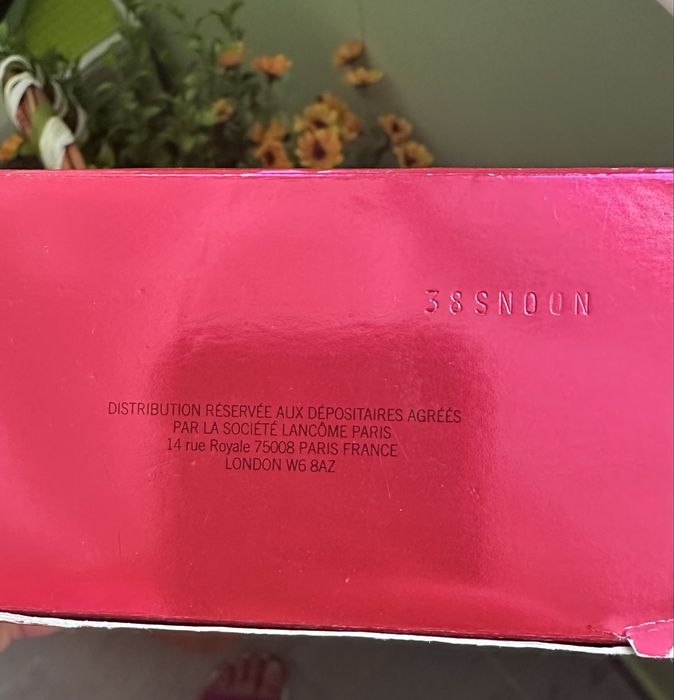 38SNOON
DISTRIBUTION RÉSERVÉE AUX DÉPOSITAIRES AGRÉÉS
PAR LA SOCIÉTÉ LANCÔME PARIS
14 rue Royale 75008 PARIS FRANCE
LONDON W6 8AZ